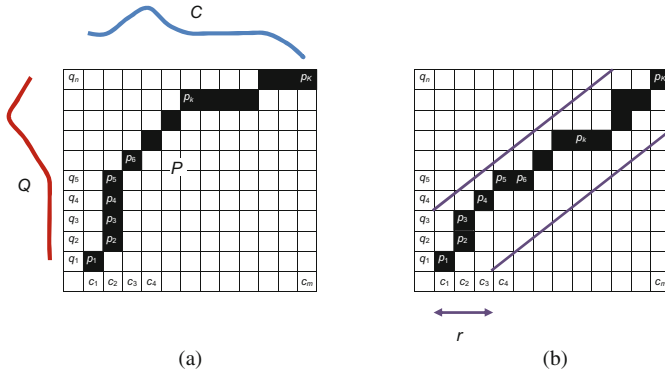 C
Q
qₙ pK
pₖ
p₆
P
q₅ p₅
q₄ p₄
q₃ p₃
q₂ p₂
q₁ p₁
c₁ c₂ c₃ c₄ cₘ
(a)
qₙ pK
pₖ
q₅ p₅ p₆
q₄ p₄
q₃ p₃
q₂ p₂
q₁ p₁
c₁ c₂ c₃ c₄ cₘ
r
(b)